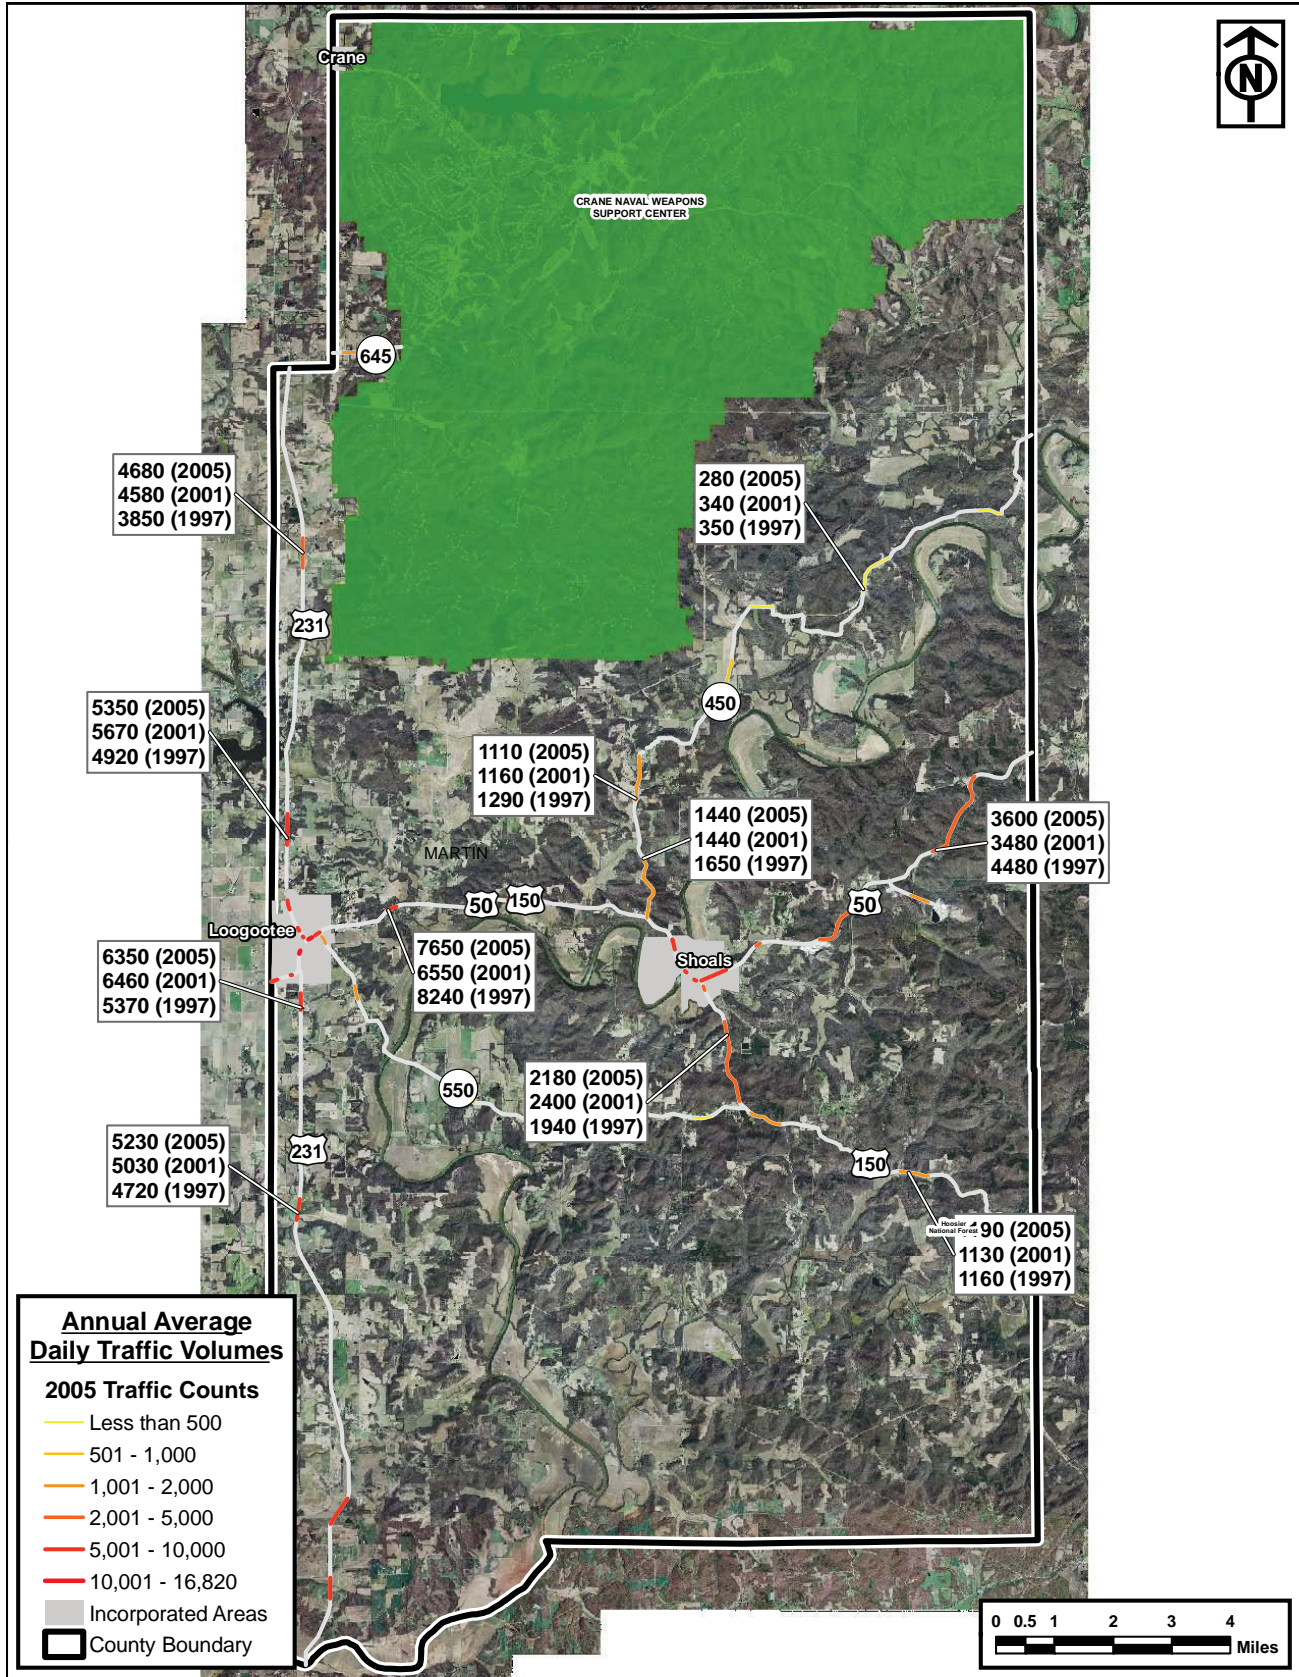 N
Crane
CRANE NAVAL WEAPONS
SUPPORT CENTER
645
4680 (2005)
4580 (2001)
3850 (1997)
280 (2005)
340 (2001)
350 (1997)
231
450
5350 (2005)
5670 (2001)
4920 (1997)
1110 (2005)
1160 (2001)
1290 (1997)
1440 (2005)
1440 (2001)
1650 (1997)
3600 (2005)
3480 (2001)
4480 (1997)
MARTIN
50
150
50
Loogootee
7650 (2005)
6550 (2001)
8240 (1997)
Shoals
6350 (2005)
6460 (2001)
5370 (1997)
550
2180 (2005)
2400 (2001)
1940 (1997)
5230 (2005)
5030 (2001)
4720 (1997)
231
150
Hoosier
National Forest
90 (2005)
1130 (2001)
1160 (1997)
Annual Average
Daily Traffic Volumes
2005 Traffic Counts
Less than 500
501 - 1,000
1,001 - 2,000
2,001 - 5,000
5,001 - 10,000
10,001 - 16,820
Incorporated Areas
County Boundary
0 0.5 1 2 3 4
Miles